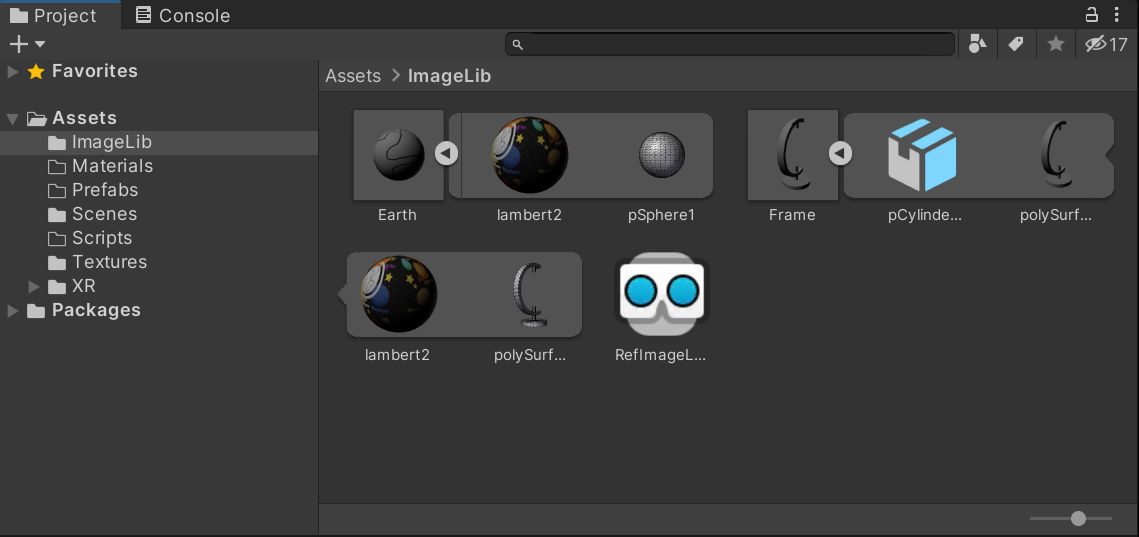 Project Console
17
Favorites
Assets > ImageLib
Assets
ImageLib
Materials
Prefabs
Scenes
Scripts
Textures
XR
Packages
Earth lambert2 pSphere1 Frame pCylinde... polySurf...
lambert2 polySurf... RefImageL...